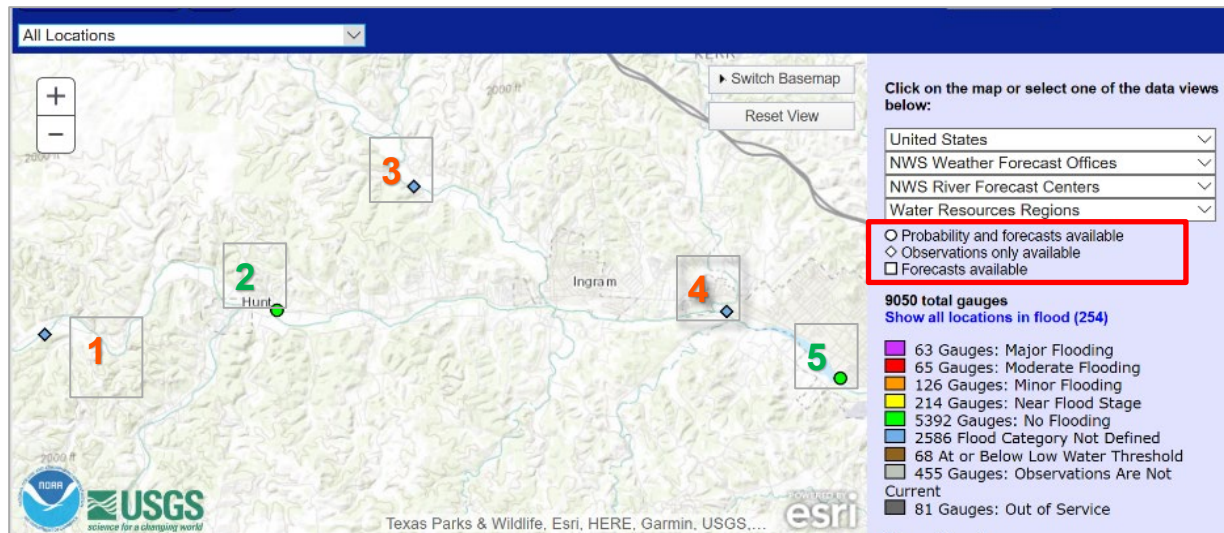 All Locations
KERR
2000 ft
Switch Basemap
Reset View
2000 ft
3
2
Hunt
Ingram
4
1
5
2000 ft
NOAA
USGS
science for a changing world
Texas Parks & Wildlife, Esri, HERE, Garmin, USGS,...
POWERED BY
esri
Click on the map or select one of the data views
below:
United States
NWS Weather Forecast Offices
NWS River Forecast Centers
Water Resources Regions
Probability and forecasts available
Observations only available
Forecasts available
9050 total gauges
Show all locations in flood (254)
63 Gauges: Major Flooding
65 Gauges: Moderate Flooding
126 Gauges: Minor Flooding
214 Gauges: Near Flood Stage
5392 Gauges: No Flooding
2586 Flood Category Not Defined
68 At or Below Low Water Threshold
455 Gauges: Observations Are Not
Current
81 Gauges: Out of Service